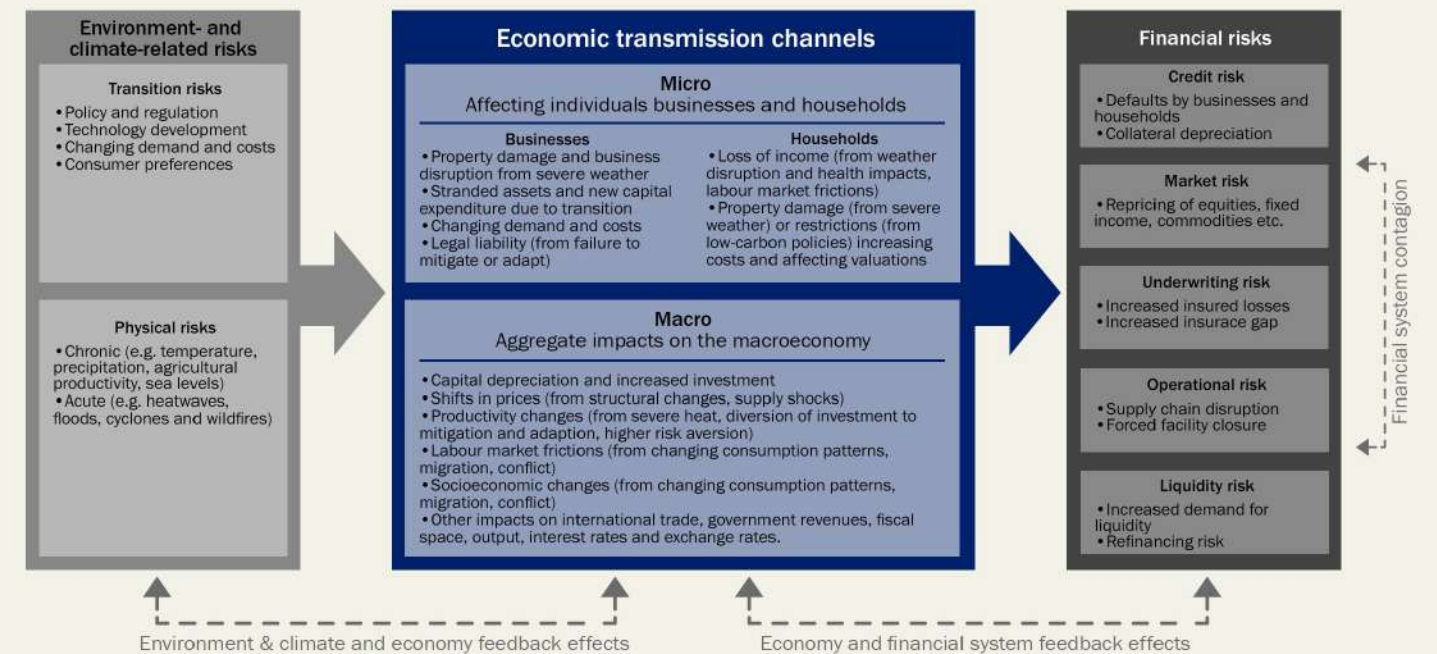 Environment- and
climate-related risks
Transition risks
•Policy and regulation
•Technology development
•Changing demand and costs
•Consumer preferences
Physical risks
•Chronic (e.g. temperature,
precipitation, agricultural
productivity, sea levels)
•Acute (e.g. heatwaves,
floods, cyclones and wildfires)
Economic transmission channels
Micro
Affecting individuals businesses and households
Businesses
•Property damage and business
disruption from severe weather
•Stranded assets and new capital
expenditure due to transition
•Changing demand and costs
•Legal liability (from failure to
mitigate or adapt)
Households
•Loss of income (from weather
disruption and health impacts,
labour market frictions)
•Property damage (from severe
weather) or restrictions (from
low-carbon policies) increasing
costs and affecting valuations
Macro
Aggregate impacts on the macroeconomy
•Capital depreciation and increased investment
•Shifts in prices (from structural changes, supply shocks)
•Productivity changes (from severe heat, diversion of investment to
mitigation and adaption, higher risk aversion)
•Labour market frictions (from changing consumption patterns,
migration, conflict)
•Socioeconomic changes (from changing consumption patterns,
migration, conflict)
•Other impacts on international trade, government revenues, fiscal
space, output, interest rates and exchange rates.
Financial risks
Credit risk
•Defaults by businesses and
households
•Collateral depreciation
Market risk
•Repricing of equities, fixed
income, commodities etc.
Underwriting risk
•Increased insured losses
•Increased insurace gap
Operational risk
•Supply chain disruption
•Forced facility closure
Liquidity risk
•Increased demand for
liquidity
•Refinancing risk
Financial system contagion
Environment & climate and economy feedback effects
Economy and financial system feedback effects